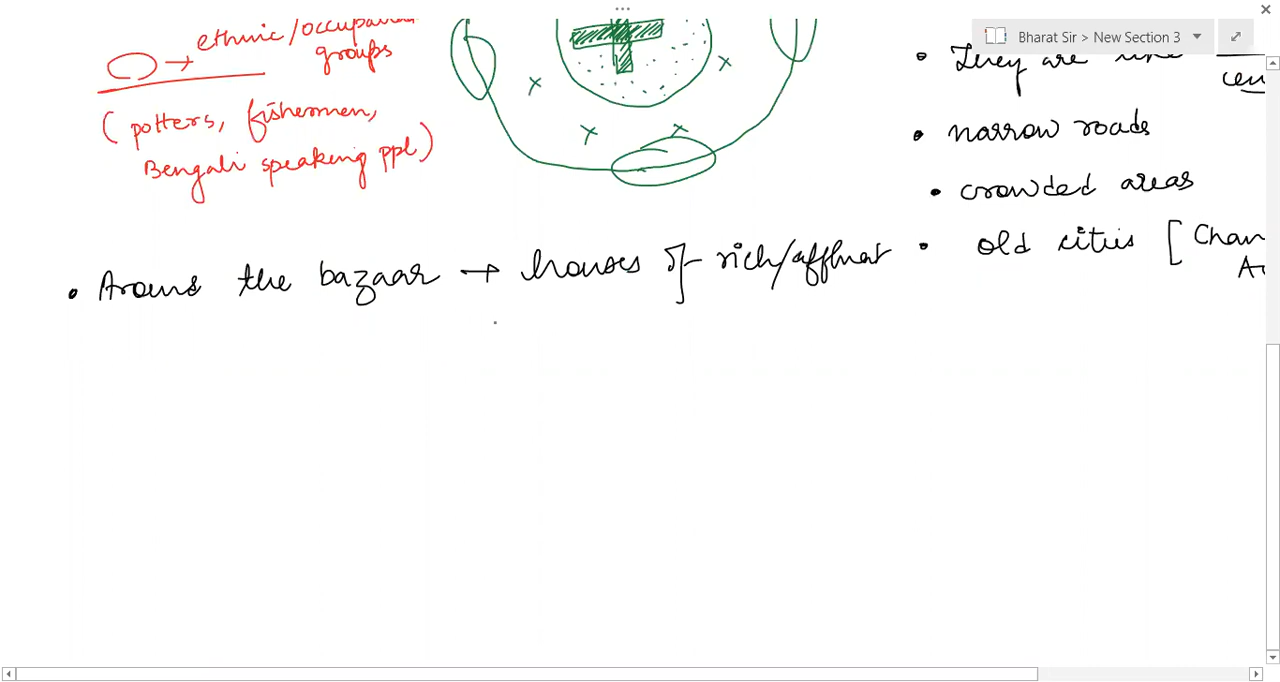 Bharat Sir > New Section 3
ethnic/occupation
→ groups
(potters, fishermen,
Bengali speaking ppl)
• They are
• narrow roads
• crowded areas
• old cities [Chan
• Around the bazaar → houses of rich/affluent